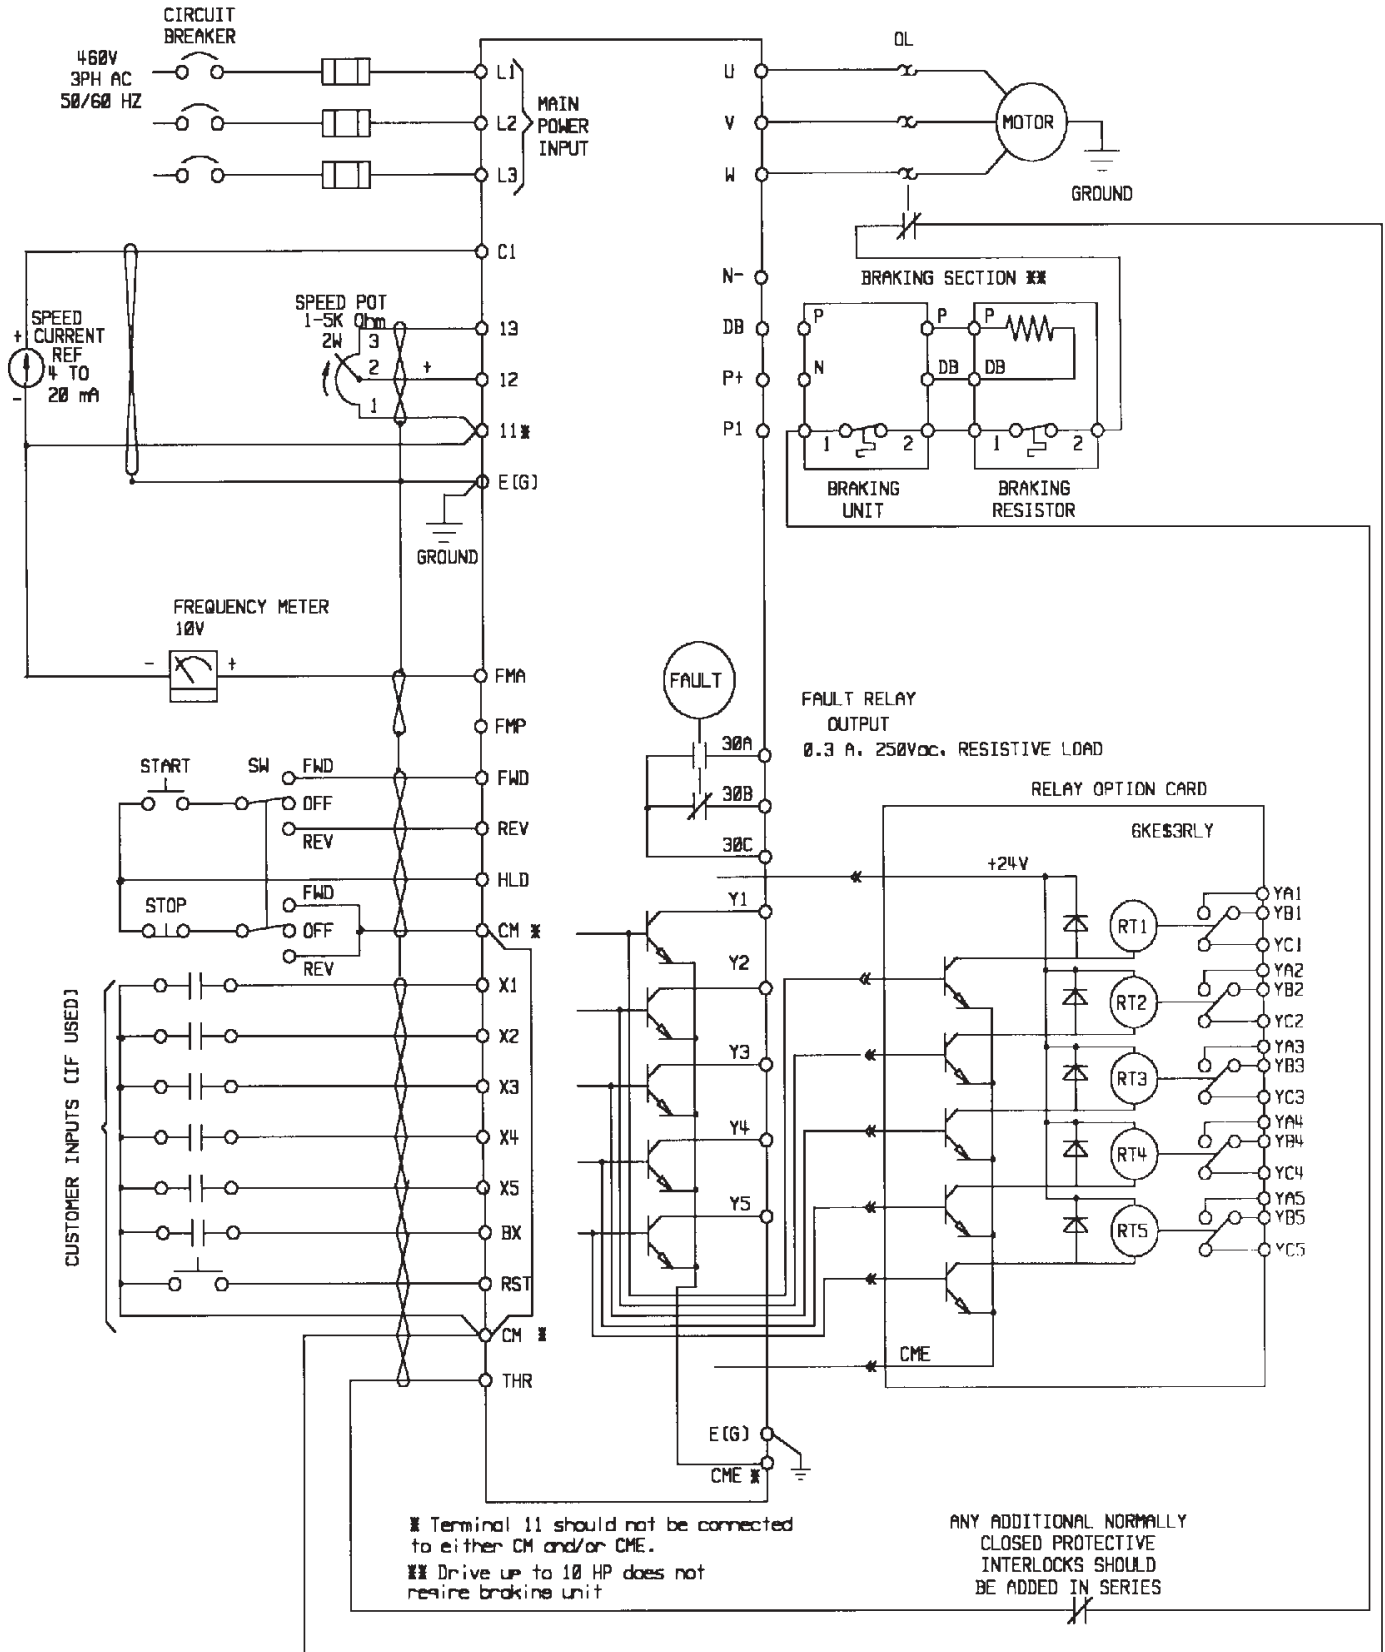 CIRCUIT
BREAKER
460V
3PH AC
50/60 HZ
L1
L2
L3
MAIN
POWER
INPUT
U
V
W
OL
MOTOR
GROUND
C1
N-
BRAKING SECTION **
SPEED POT
1-5K Ohm
2W
3
2
1
+
13
12
11*
E(G)
GROUND
+
SPEED
CURRENT
REF
4 TO
20 mA
-
DB
P+
P1
P
N
P
DB
P
DB
1
2
1
2
BRAKING
UNIT
BRAKING
RESISTOR
FREQUENCY METER
10V
-
+
FMA
FMP
FAULT
30A
30B
30C
FAULT RELAY
OUTPUT
0.3 A. 250Vac. RESISTIVE LOAD
START
SW
FWD
OFF
REV
FWD
REV
HLD
STOP
FWD
OFF
REV
CM *
RELAY OPTION CARD
6KE$3RLY
+24V
Y1
Y2
Y3
Y4
Y5
RT1
RT2
RT3
RT4
RT5
YA1
YB1
YC1
YA2
YB2
YC2
YA3
YB3
YC3
YA4
YB4
YC4
YA5
YB5
YC5
CUSTOMER INPUTS (IF USED)
X1
X2
X3
X4
X5
BX
RST
CM *
THR
CME
E(G)
CME *
* Terminal 11 should not be connected
to either CM and/or CME.
** Drive up to 10 HP does not
reqire braking unit
ANY ADDITIONAL NORMALLY
CLOSED PROTECTIVE
INTERLOCKS SHOULD
BE ADDED IN SERIES